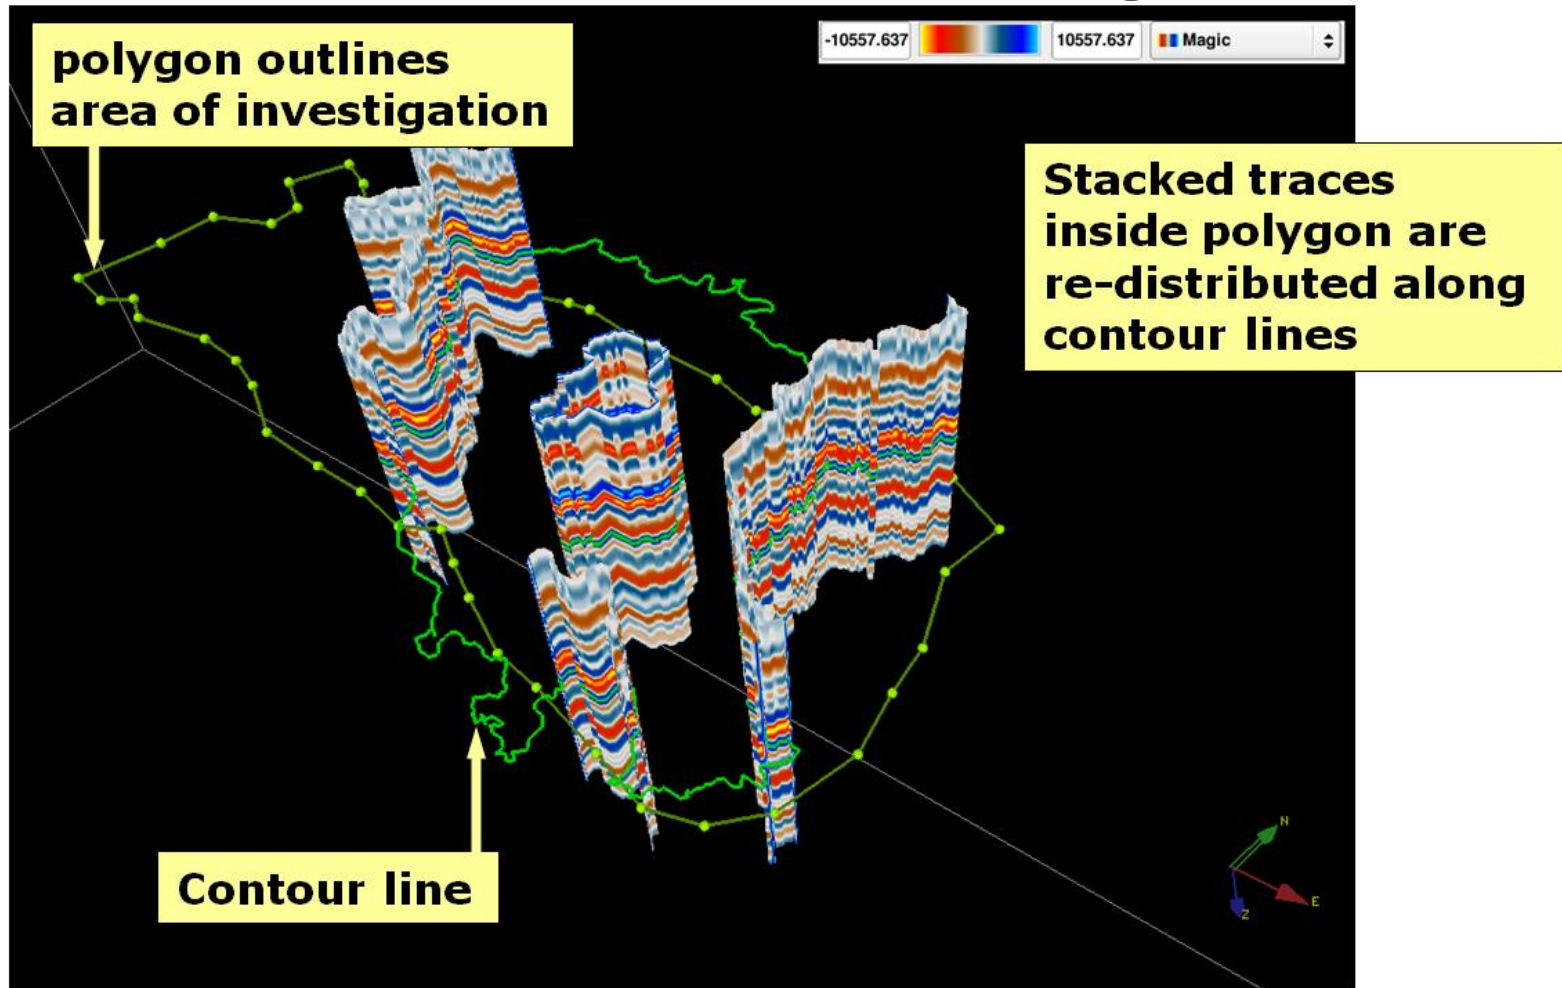 -10557.637
10557.637
Magic
polygon outlines
area of investigation
Stacked traces
inside polygon are
re-distributed along
contour lines
Contour line
N
E
Z